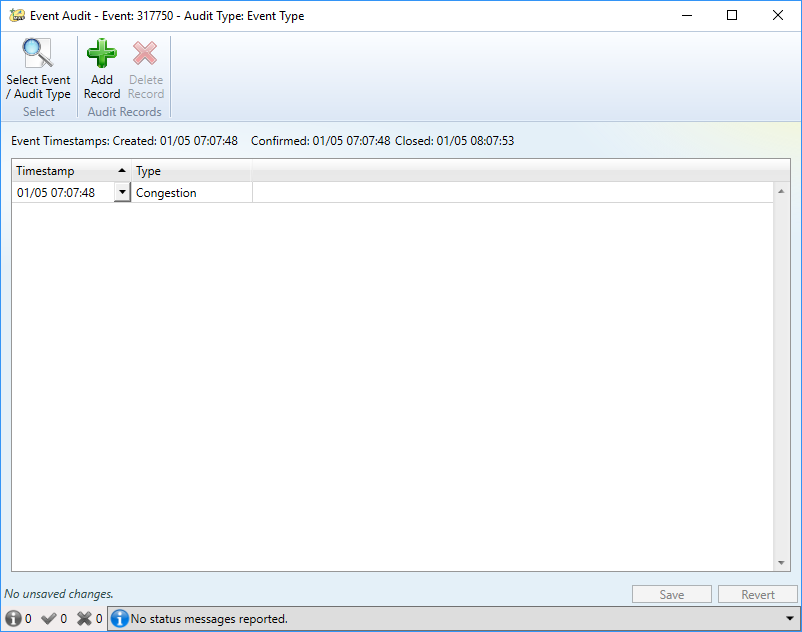 Event Audit - Event: 317750 - Audit Type: Event Type
Select Event / Audit Type
Add Record
Delete Record
Select
Audit Records
Event Timestamps: Created: 01/05 07:07:48 Confirmed: 01/05 07:07:48 Closed: 01/05 08:07:53
Timestamp Type
01/05 07:07:48 Congestion
No unsaved changes.
Save Revert
0 0 0 No status messages reported.